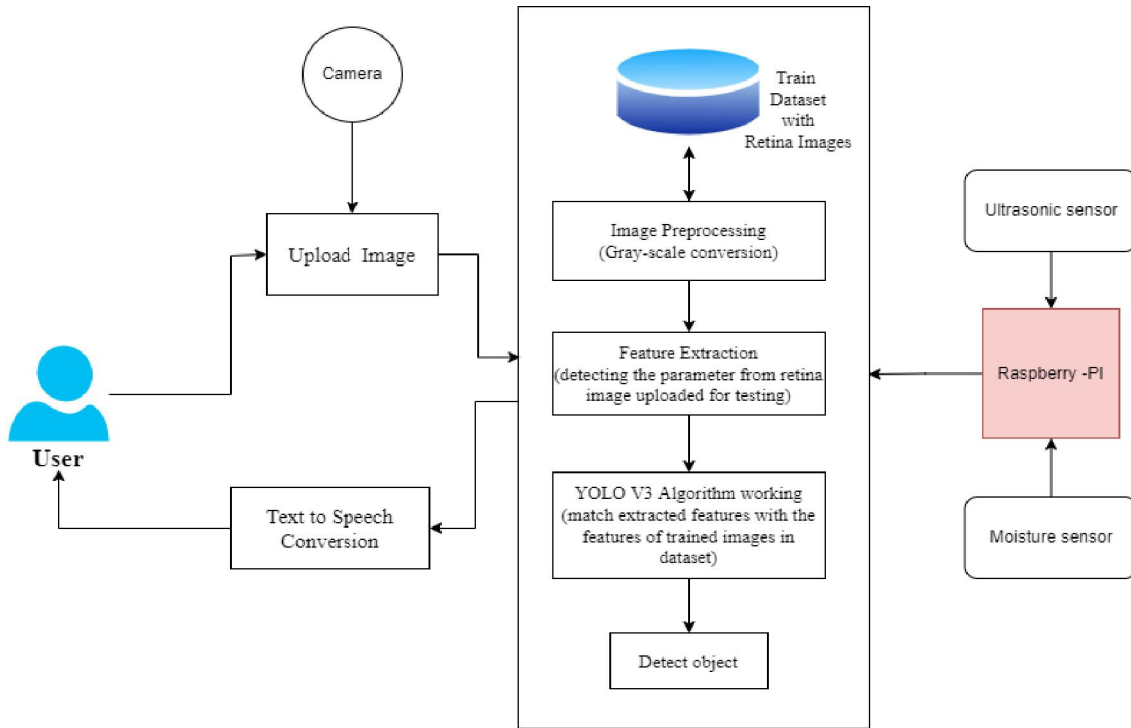 Camera
Train
Dataset
with
Retina Images
Ultrasonic sensor
Image Preprocessing
(Gray-scale conversion)
Upload Image
Feature Extraction
(detecting the parameter from retina
image uploaded for testing)
Raspberry -PI
User
YOLO V3 Algorithm working
(match extracted features with the
features of trained images in
dataset)
Text to Speech
Conversion
Moisture sensor
Detect object